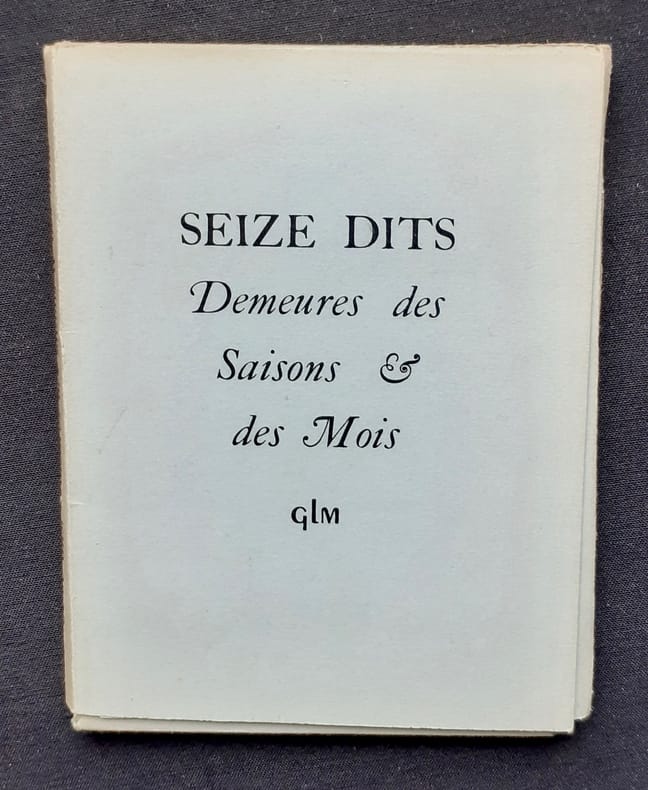 SEIZE DITS
Demeures des
Saisons &
des Mois
GLM